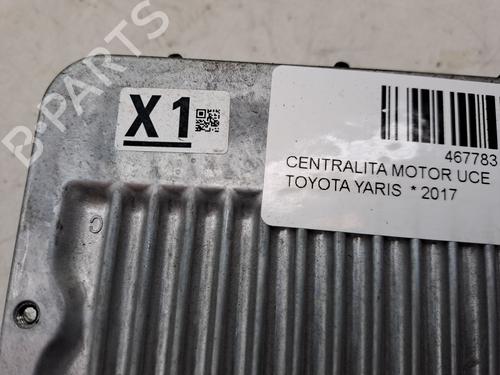 X1
467783
CENTRALITA MOTOR UCE
TOYOTA YARIS * 2017
C
B-PARTS